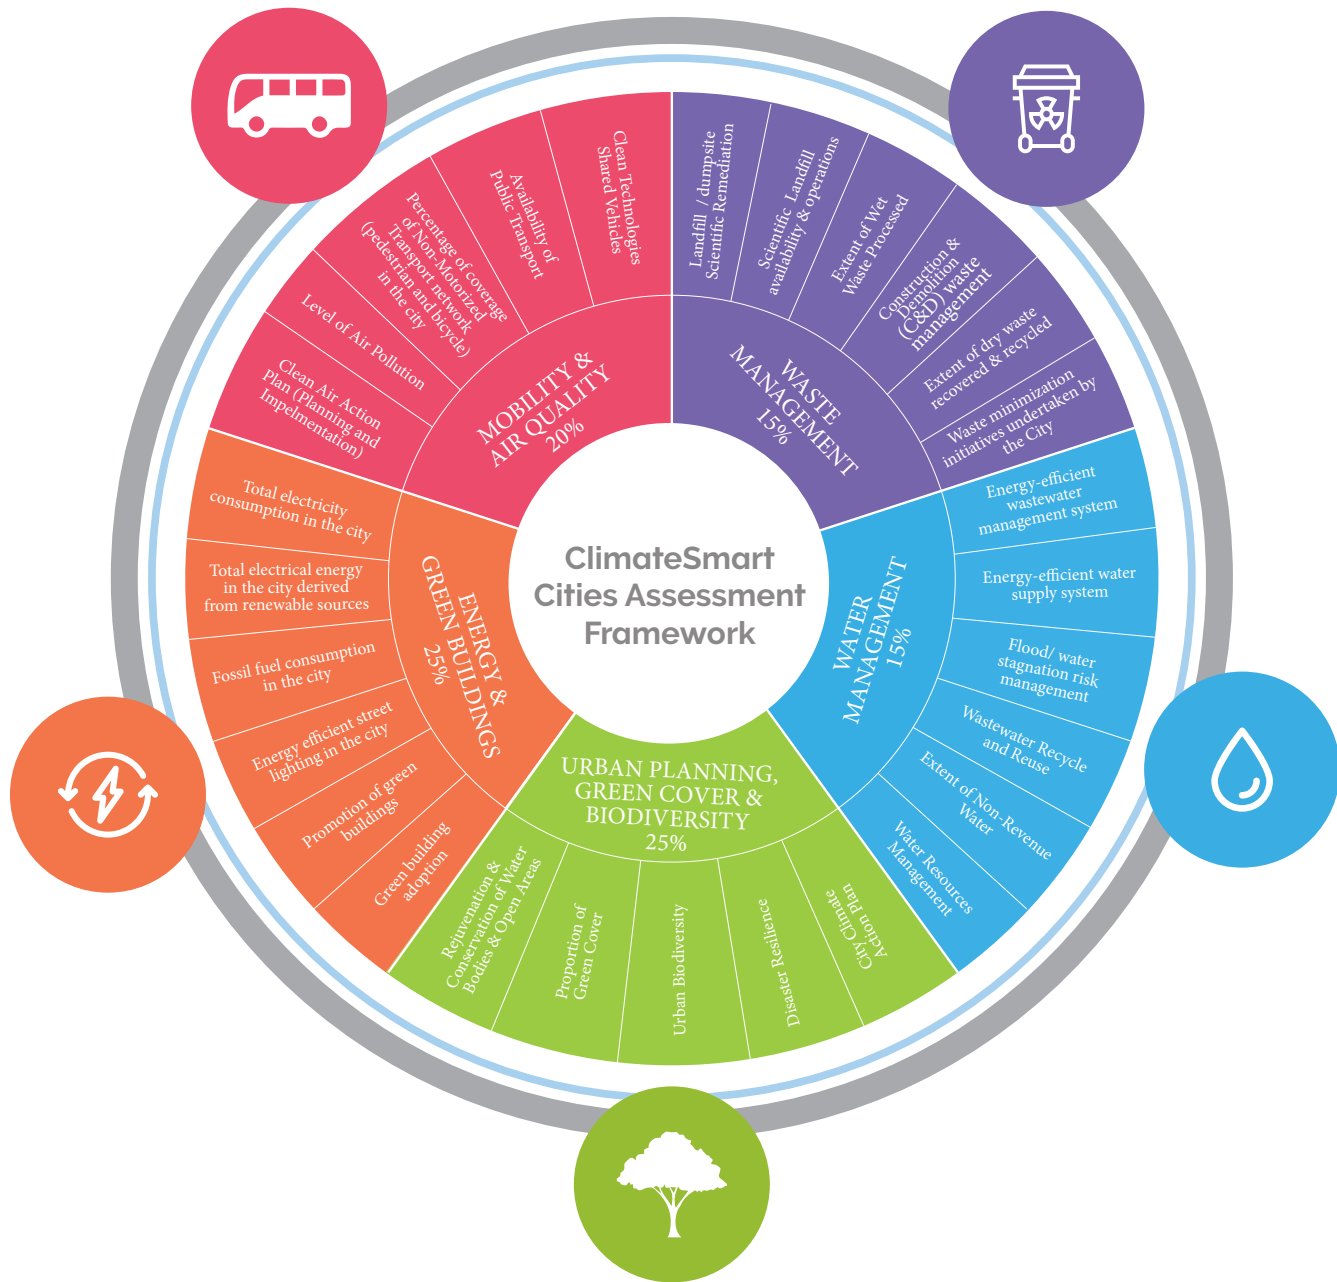 ClimateSmart
Cities Assessment
Framework
WASTE
MANAGEMENT
15%
Landfill / dumpsite
Scientific Remediation
Scientific Landfill
availability & operations
Extent of Wet
Waste Processed
Construction &
Demolition
(C&D) waste
management
Extent of dry waste
recovered & recycled
Waste minimization
initiatives undertaken by
the City
WATER
MANAGEMENT
15%
Energy-efficient
wastewater
management system
Energy-efficient water
supply system
Flood/ water
stagnation risk
management
Wastewater Recycle
and Reuse
Extent of Non-Revenue
Water
Water Resources
Management
URBAN PLANNING,
GREEN COVER &
BIODIVERSITY
25%
City Climate
Action Plan
Disaster Resilience
Urban Biodiversity
Proportion of
Green Cover
Rejuvenation &
Conservation of Water
Bodies & Open Areas
ENERGY &
GREEN BUILDINGS
25%
Green building
adoption
Promotion of green
buildings
Energy efficient street
lighting in the city
Fossil fuel consumption
in the city
Total electrical energy
in the city derived
from renewable sources
Total electricity
consumption in the city
MOBILITY &
AIR QUALITY
20%
Clean Air Action
Plan (Planning and
Impelmentation)
Level of Air Pollution
Percentage of coverage
of Non-Motorized
Transport network
(pedestrian and bicycle)
in the city
Availability of
Public Transport
Clean Technologies
Shared Vehicles